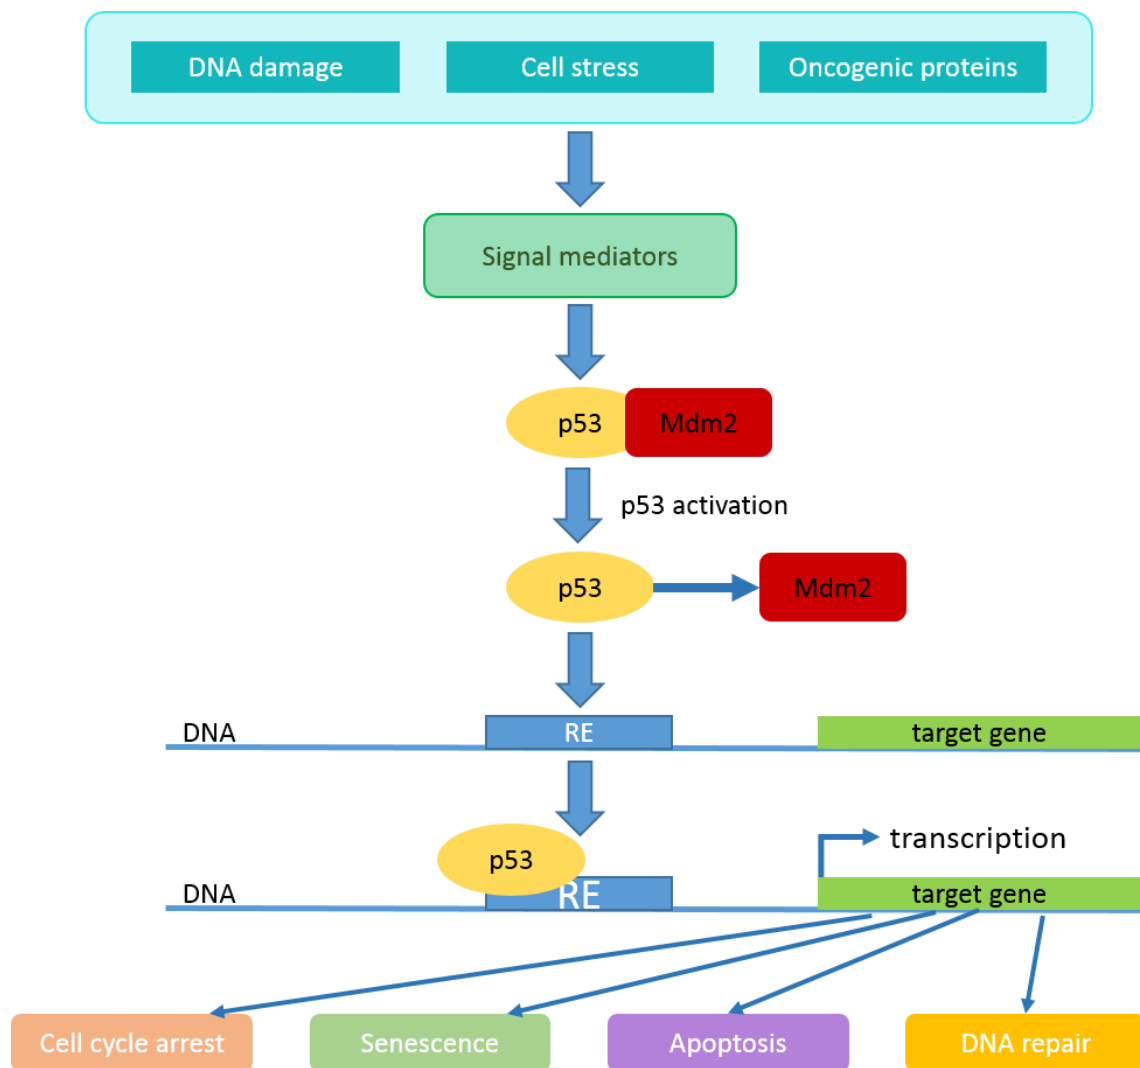 DNA damage
Cell stress
Oncogenic proteins
Signal mediators
p53
Mdm2
p53 activation
p53
Mdm2
DNA
RE
target gene
p53
transcription
DNA
RE
target gene
Cell cycle arrest
Senescence
Apoptosis
DNA repair